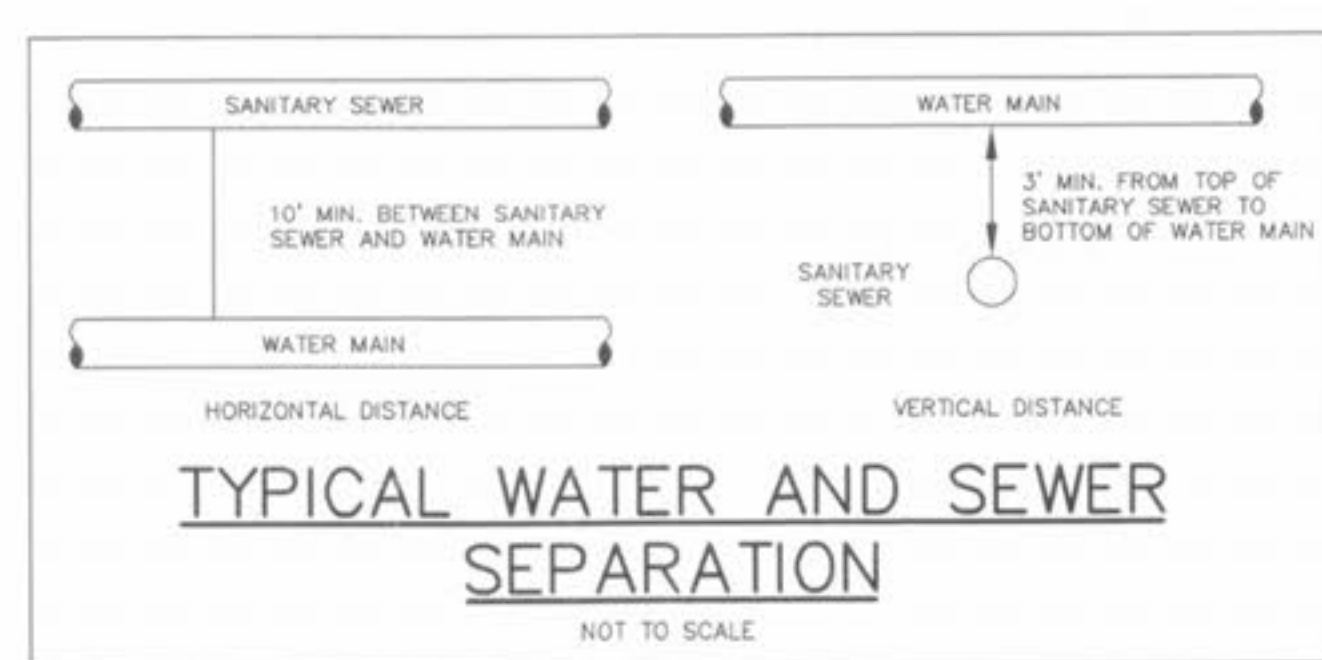 SANITARY SEWER
10' MIN. BETWEEN SANITARY
SEWER AND WATER MAIN
WATER MAIN
HORIZONTAL DISTANCE
WATER MAIN
3' MIN. FROM TOP OF
SANITARY SEWER TO
BOTTOM OF WATER MAIN
SANITARY
SEWER
VERTICAL DISTANCE
TYPICAL WATER AND SEWER
SEPARATION
NOT TO SCALE